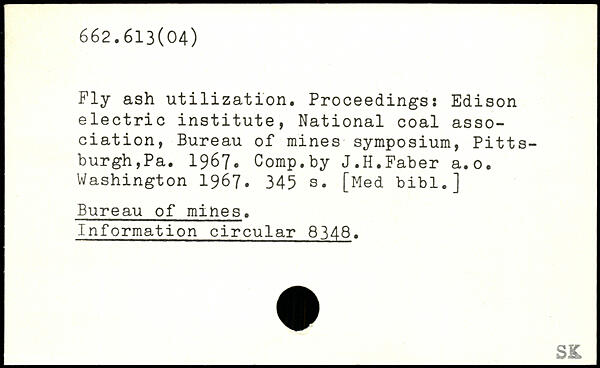 662.613(04)
Fly ash utilization. Proceedings: Edison
electric institute, National coal asso-
ciation, Bureau of mines symposium, Pitts-
burgh,Pa. 1967. Comp.by J.H.Faber a.o.
Washington 1967. 345 s. [Med bibl.]
Bureau of mines.
Information circular 8348.
SK